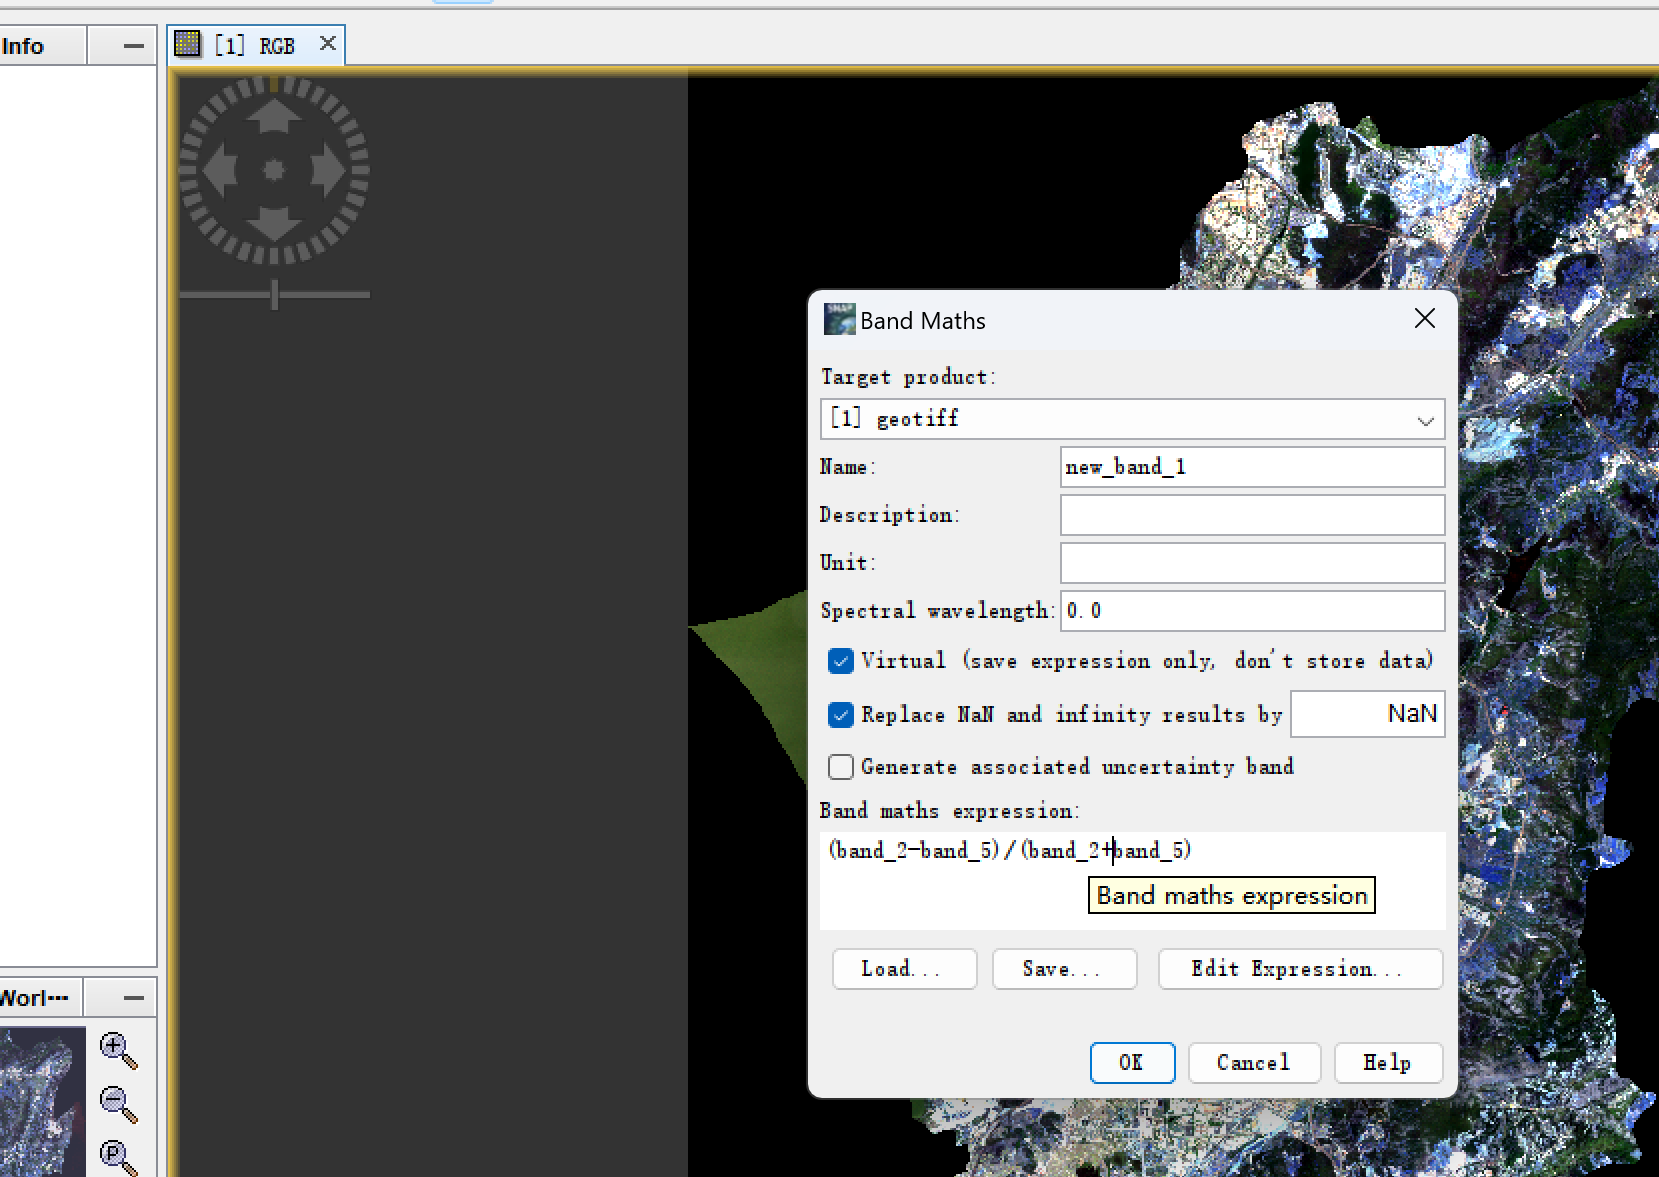 Info
[1] RGB
Band Maths
Target product:
[1] geotiff
Name:
new_band_1
Description:
Unit:
Spectral wavelength:
0.0
Virtual (save expression only, don't store data)
Replace NaN and infinity results by
NaN
Generate associated uncertainty band
Band maths expression:
(band_2-band_5)/(band_2+band_5)
Band maths expression
Load...
Save...
Edit Expression...
OK
Cancel
Help
Worl···
P